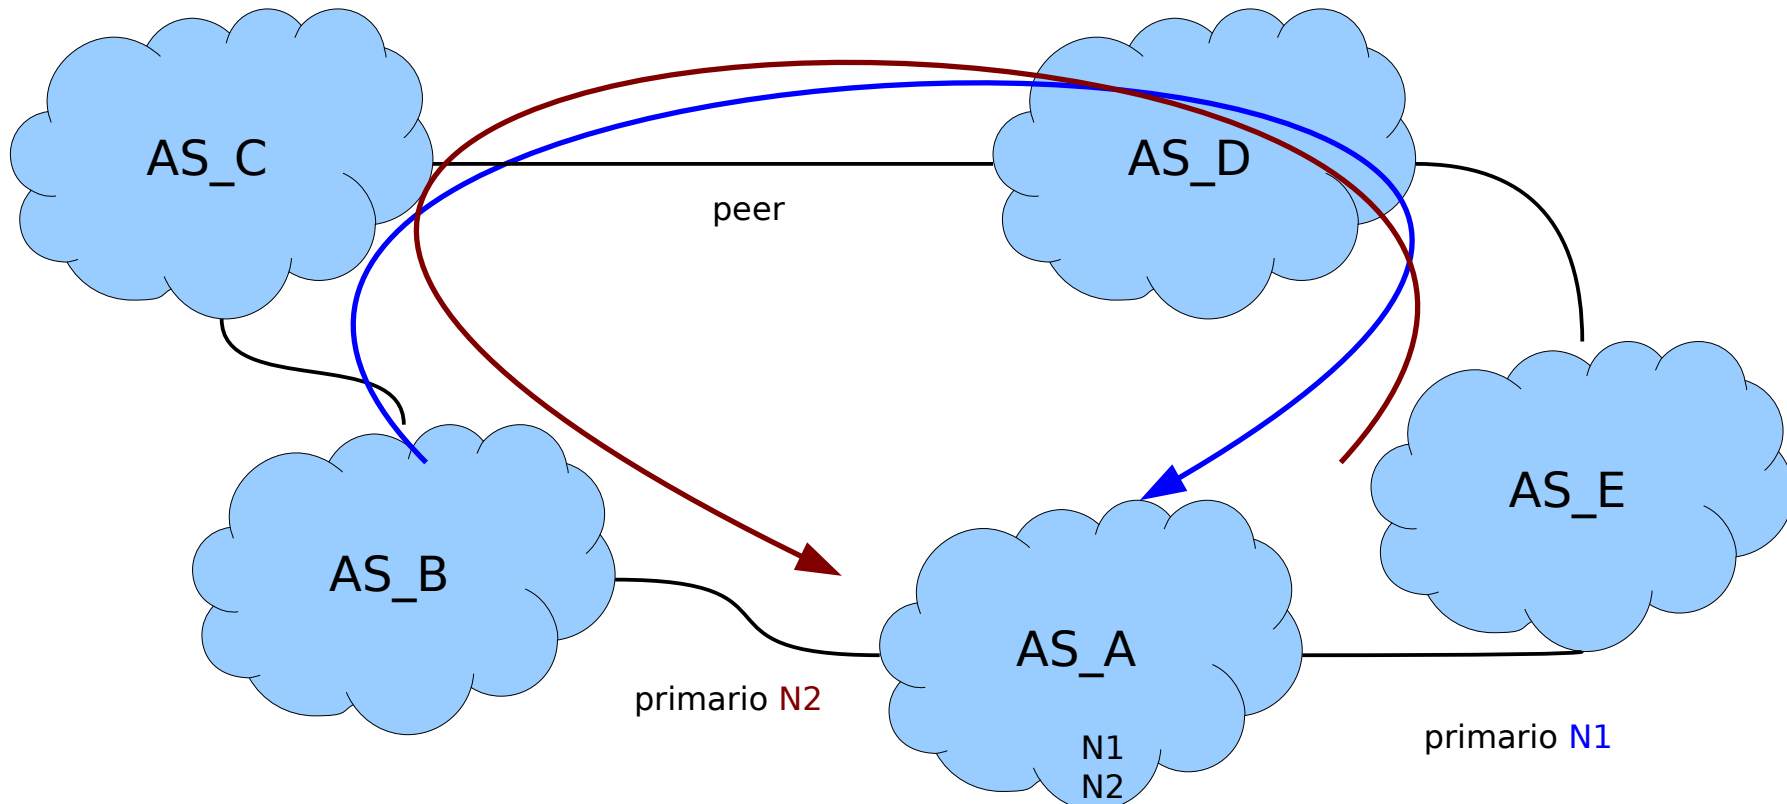 AS_C
AS_D
peer
AS_E
AS_B
AS_A
primario N2
primario N1
N1
N2